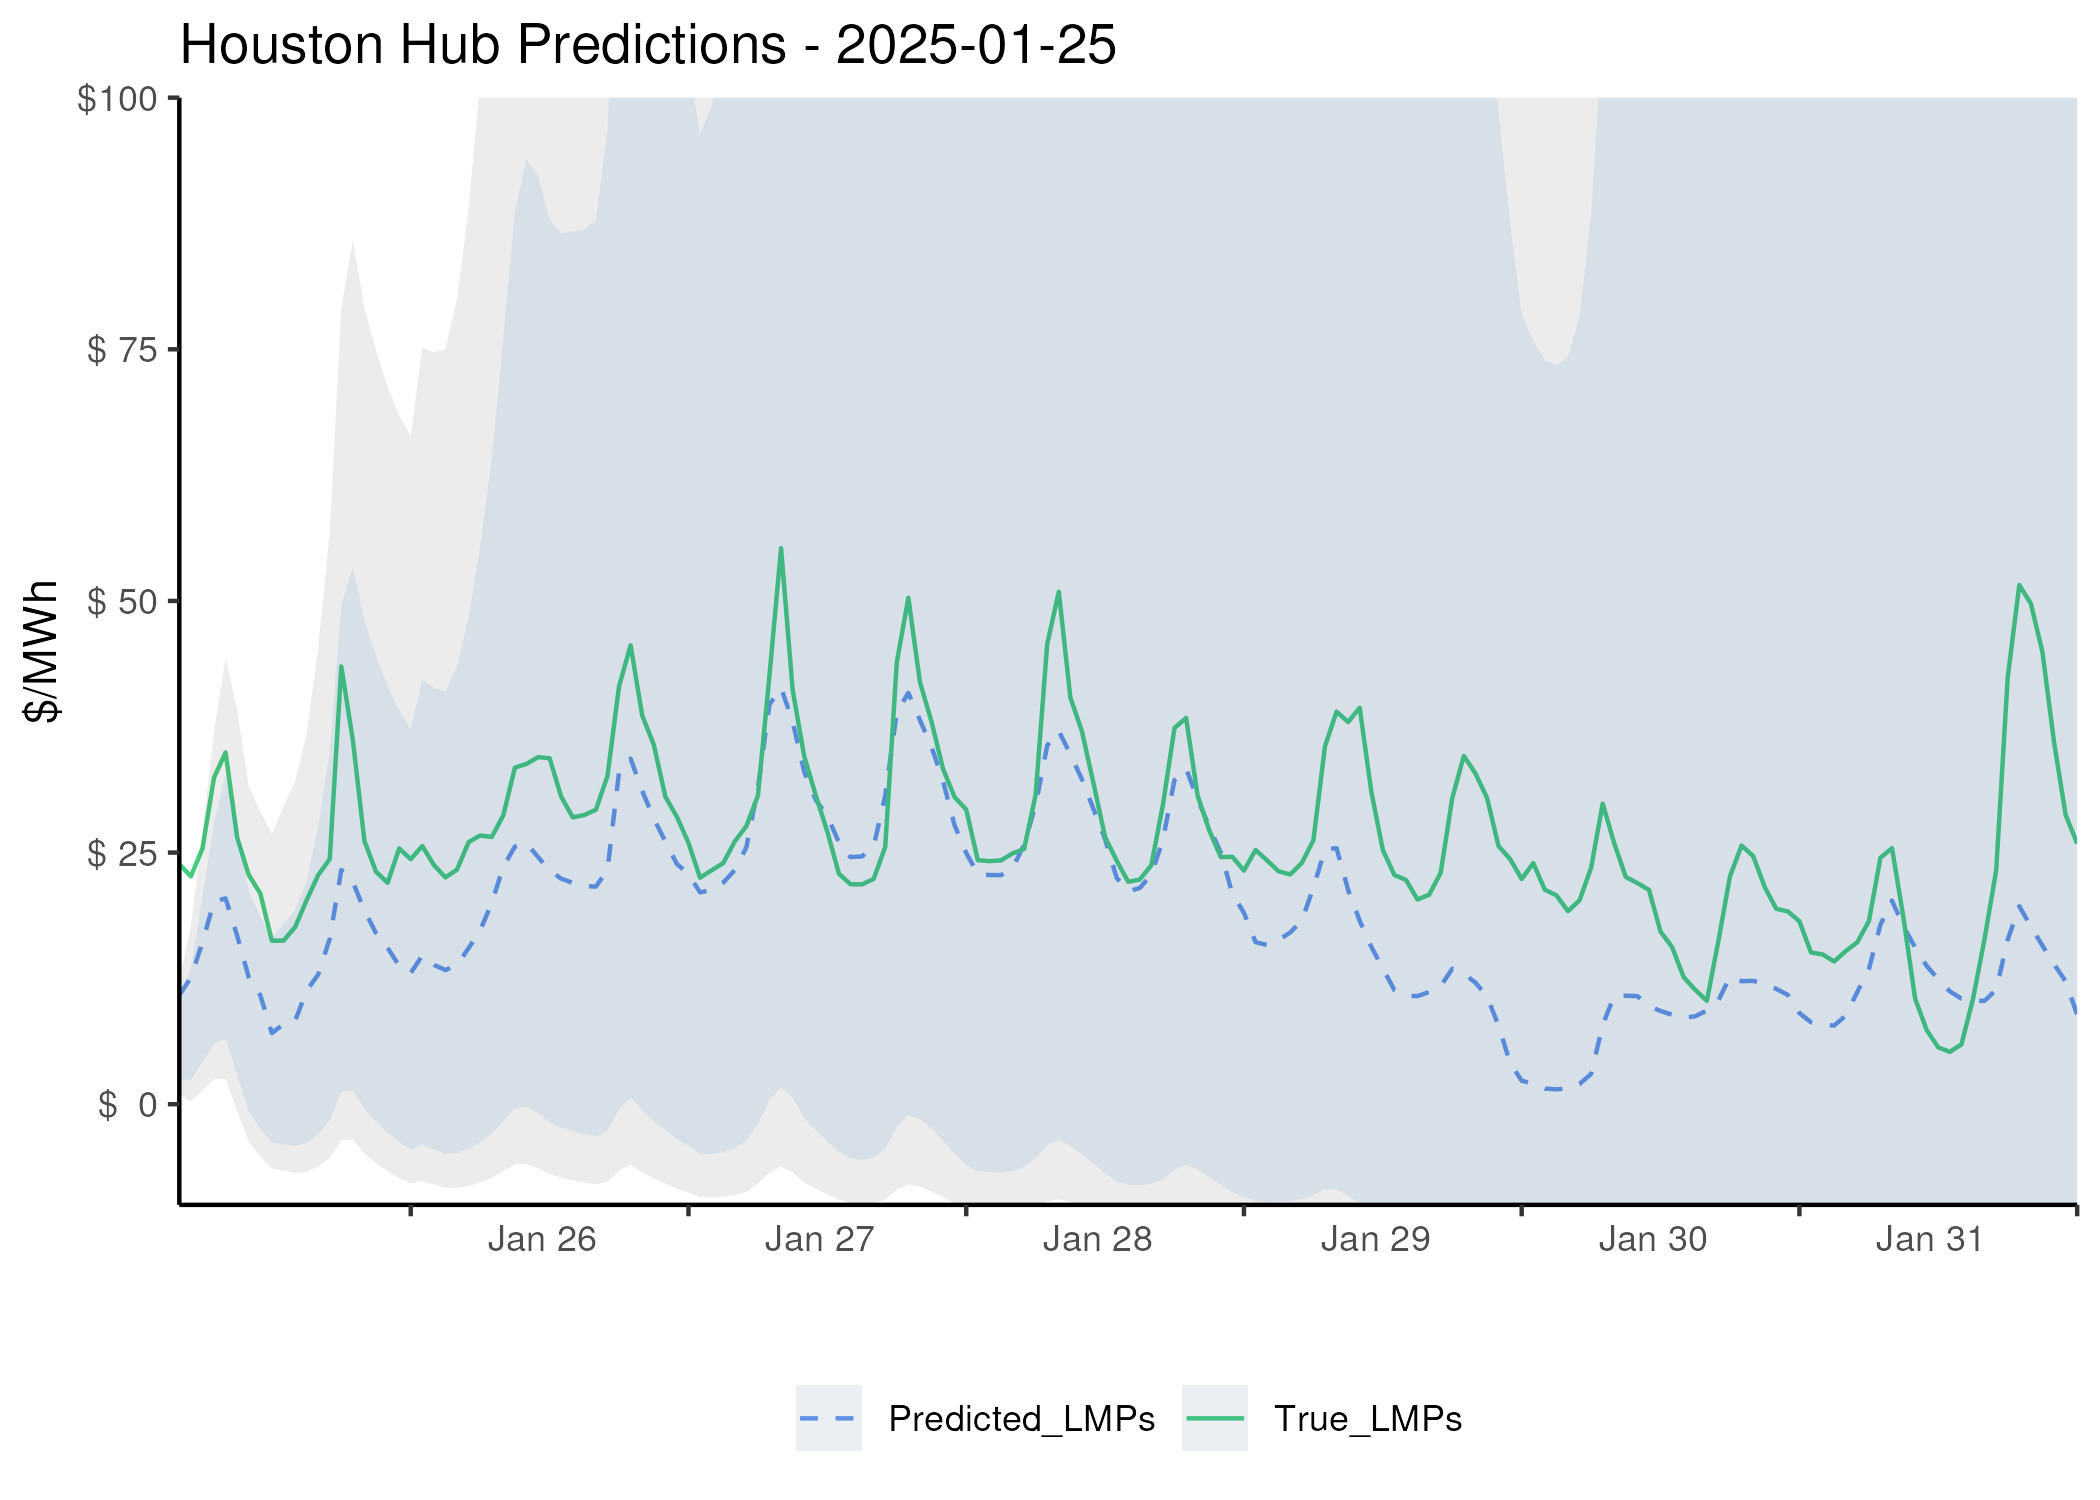 Houston Hub Predictions - 2025-01-25
$100
$ 75
$ 50
$ 25
$ 0
$/MWh
Jan 26 Jan 27 Jan 28 Jan 29 Jan 30 Jan 31
Predicted_LMPs True_LMPs